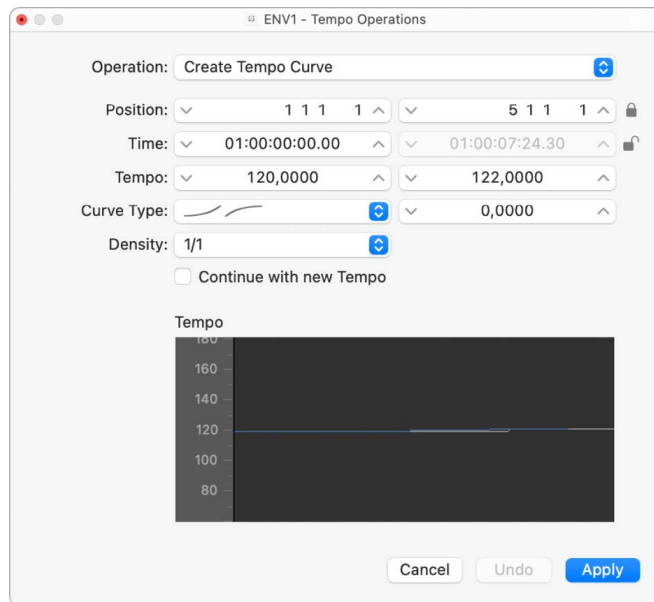 ENV1 - Tempo Operations
Operation: Create Tempo Curve
Position: 1 1 1 1 5 1 1 1
Time: 01:00:00:00.00 01:00:07:24.30
Tempo: 120,0000 122,0000
Curve Type: 0,0000
Density: 1/1
Continue with new Tempo
Tempo
180
160
140
120
100
80
Cancel Undo Apply